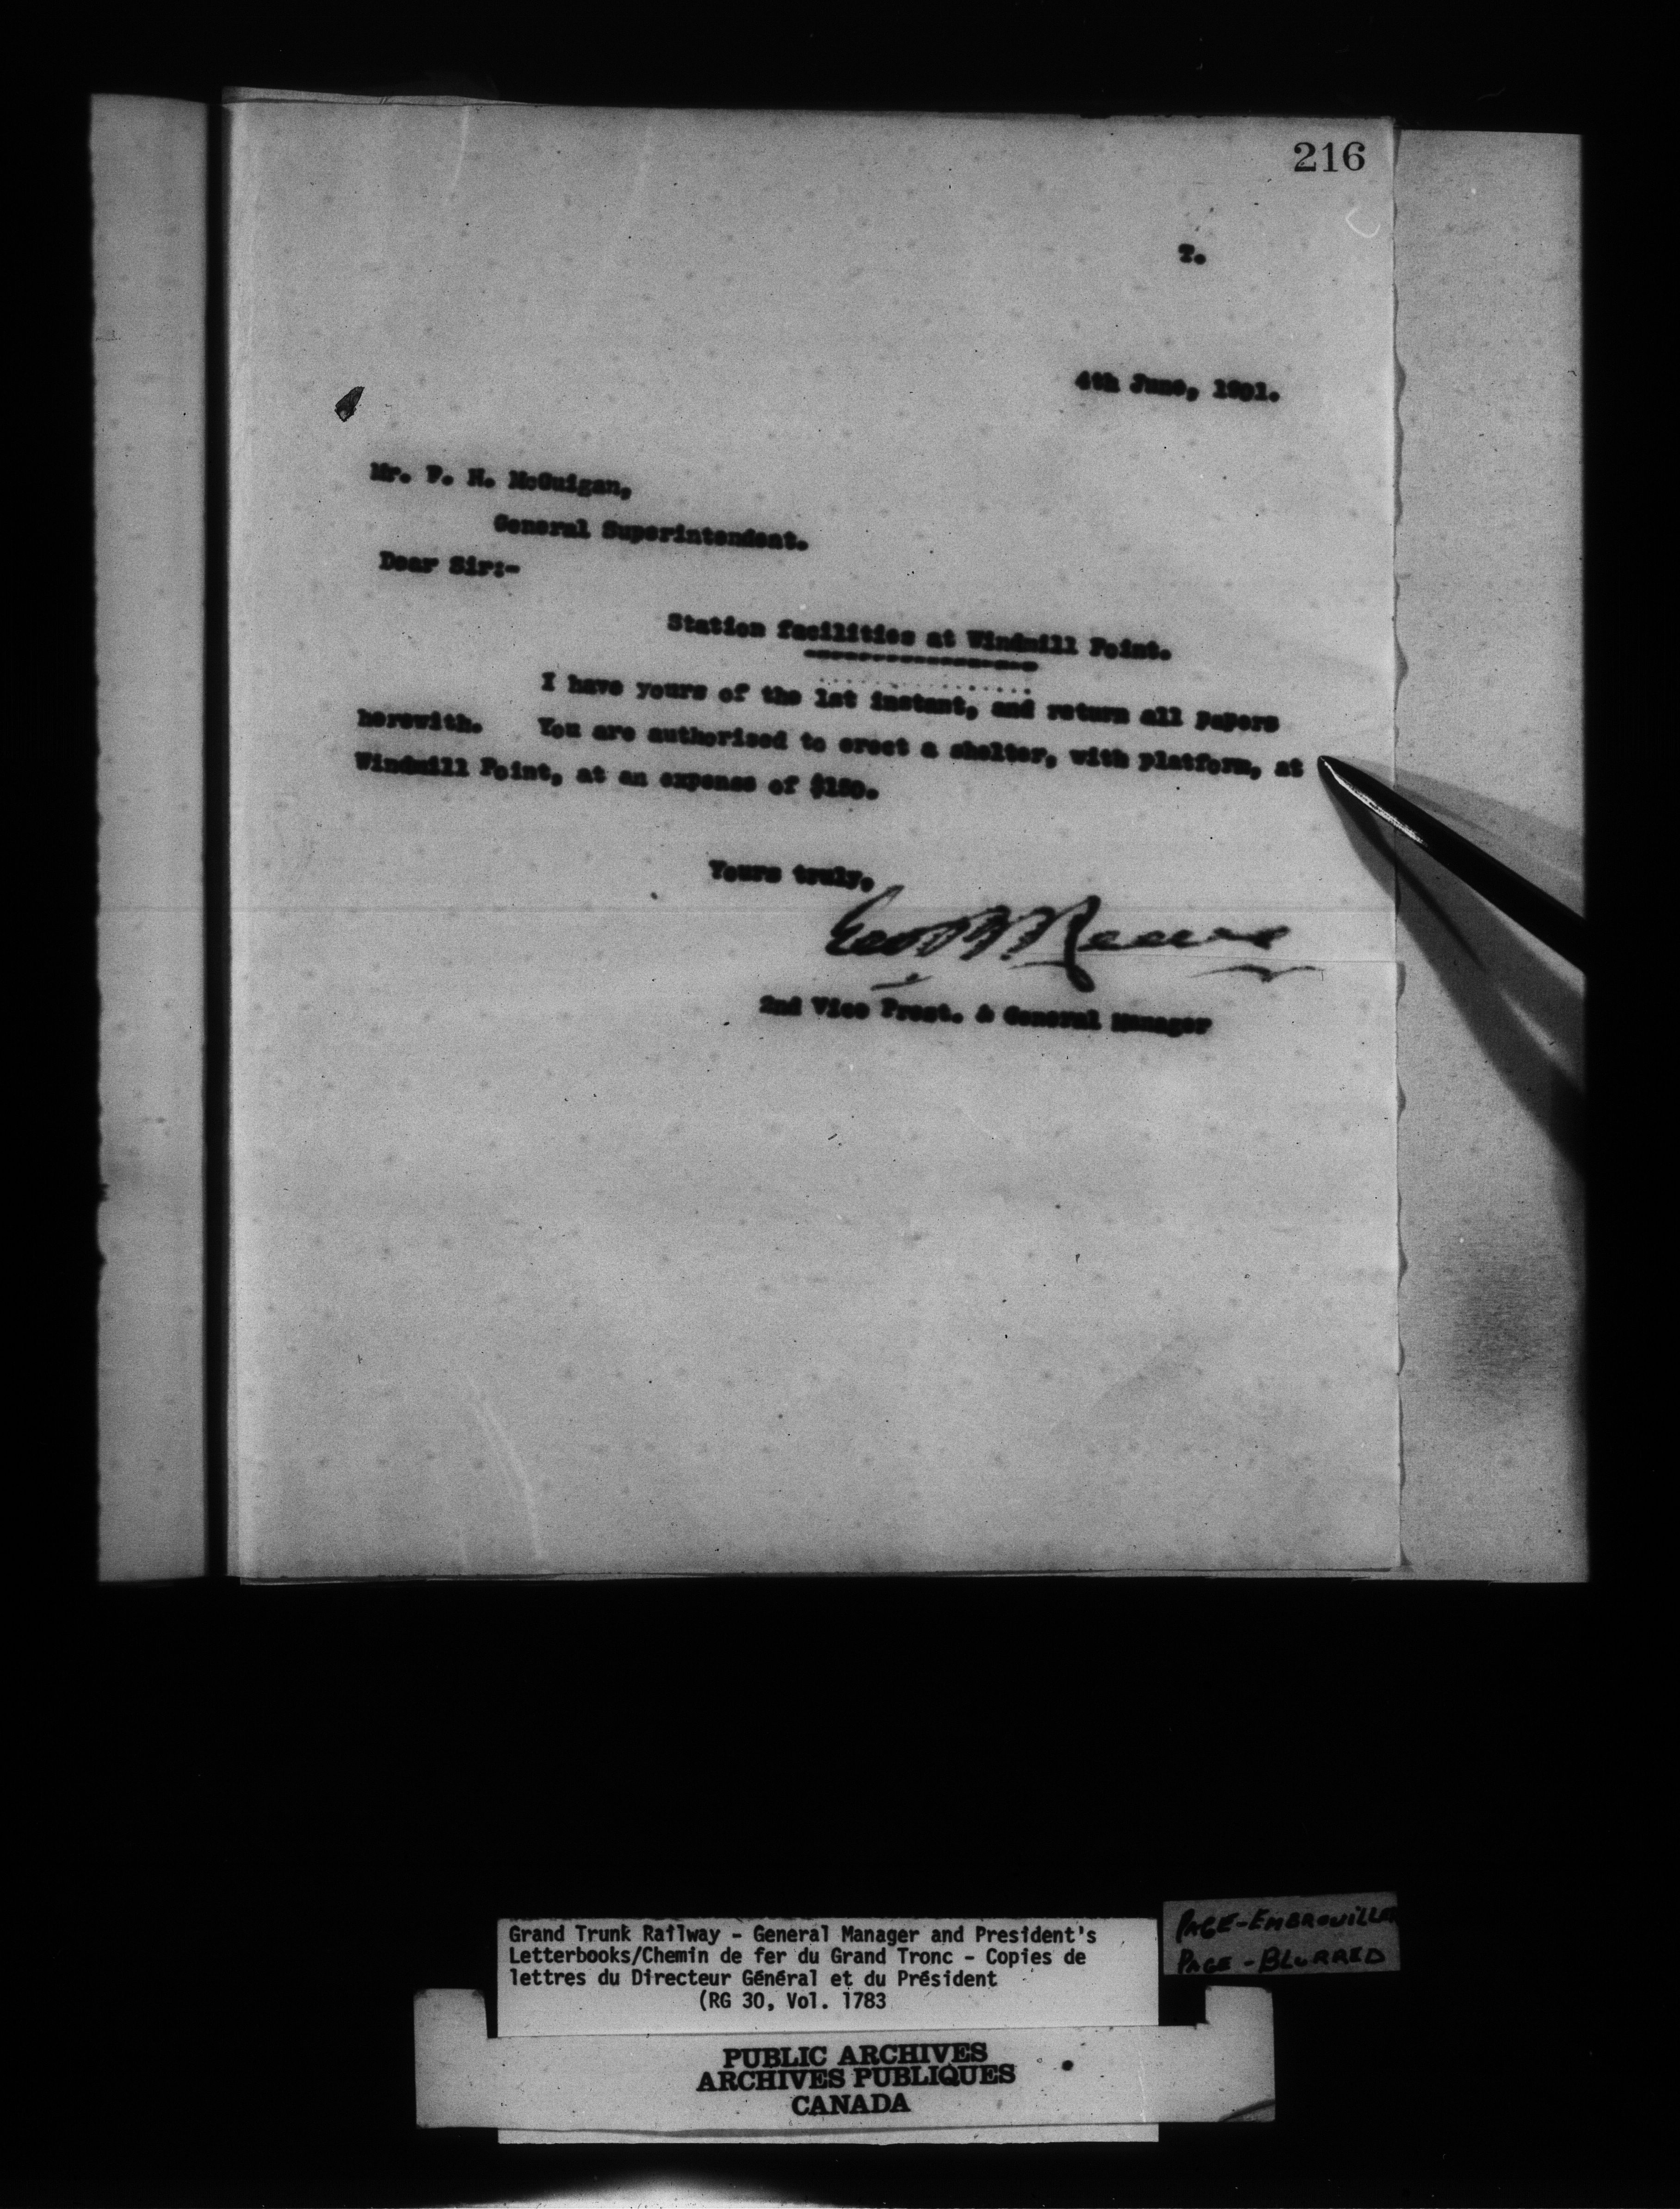 216
T.
4th June, 1901.
Mr. F. H. McGuigan,
General Superintendent.
Dear Sir:-
Station facilities at Windmill Point.
I have yours of the 1st instant, and return all papers
herewith. You are authorised to erect a shelter, with platform, at
Windmill Point, at an expense of
Yours truly,
Geo B Reeve
2nd Vice Prest. & General Manager
Grand Trunk Railway - General Manager and President's
Letterbooks/Chemin de fer du Grand Tronc - Copies de
lettres du Directeur Général et du Président
(RG 30, Vol. 1783
PAGE-EMBROUILLÉE
PAGE-BLURRED
PUBLIC ARCHIVES
ARCHIVES PUBLIQUES
CANADA